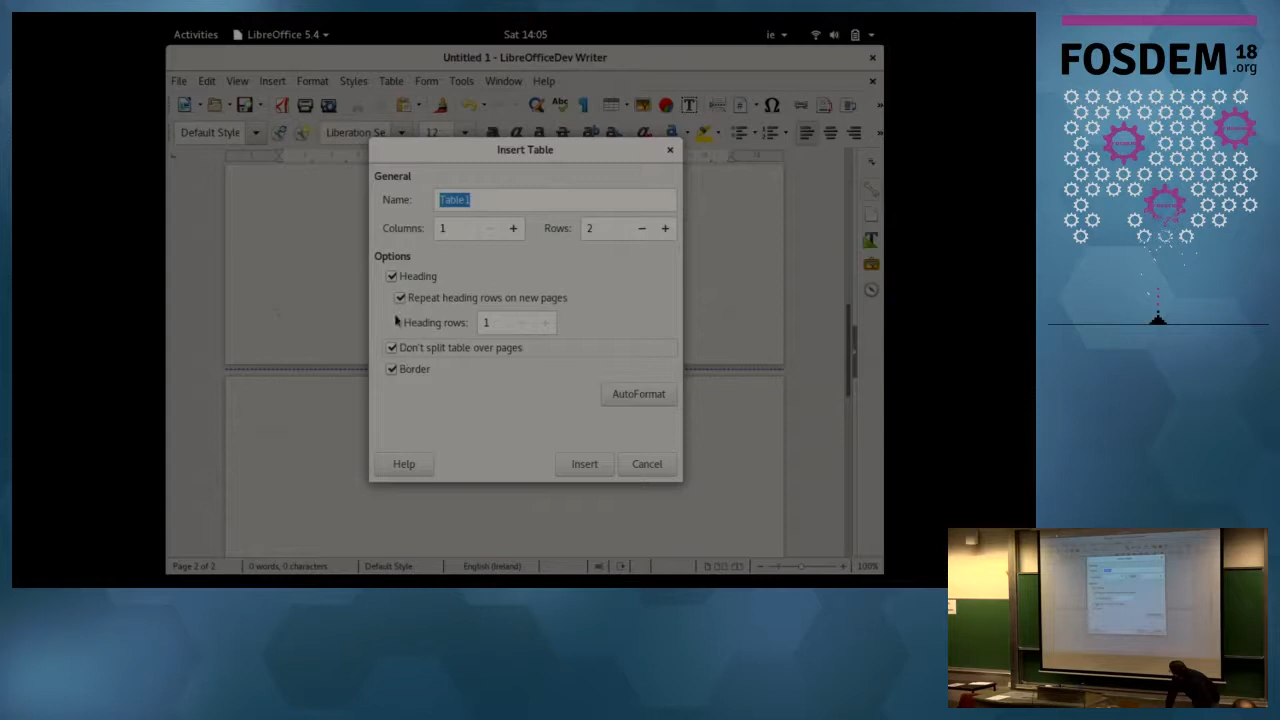 Activities LibreOffice 5.4 Sat 14:05 ie
Untitled 1 - LibreOfficeDev Writer
File Edit View Insert Format Styles Table Form Tools Window Help
Default Style Liberation Se 12
Insert Table
General
Name: Table1
Columns: 1 Rows: 2
Options
Heading
Repeat heading rows on new pages
Heading rows: 1
Don't split table over pages
Border
AutoFormat
Help Insert Cancel
Page 2 of 2 0 words, 0 characters Default Style English (Ireland) 100%
FOSDEM 18
.org